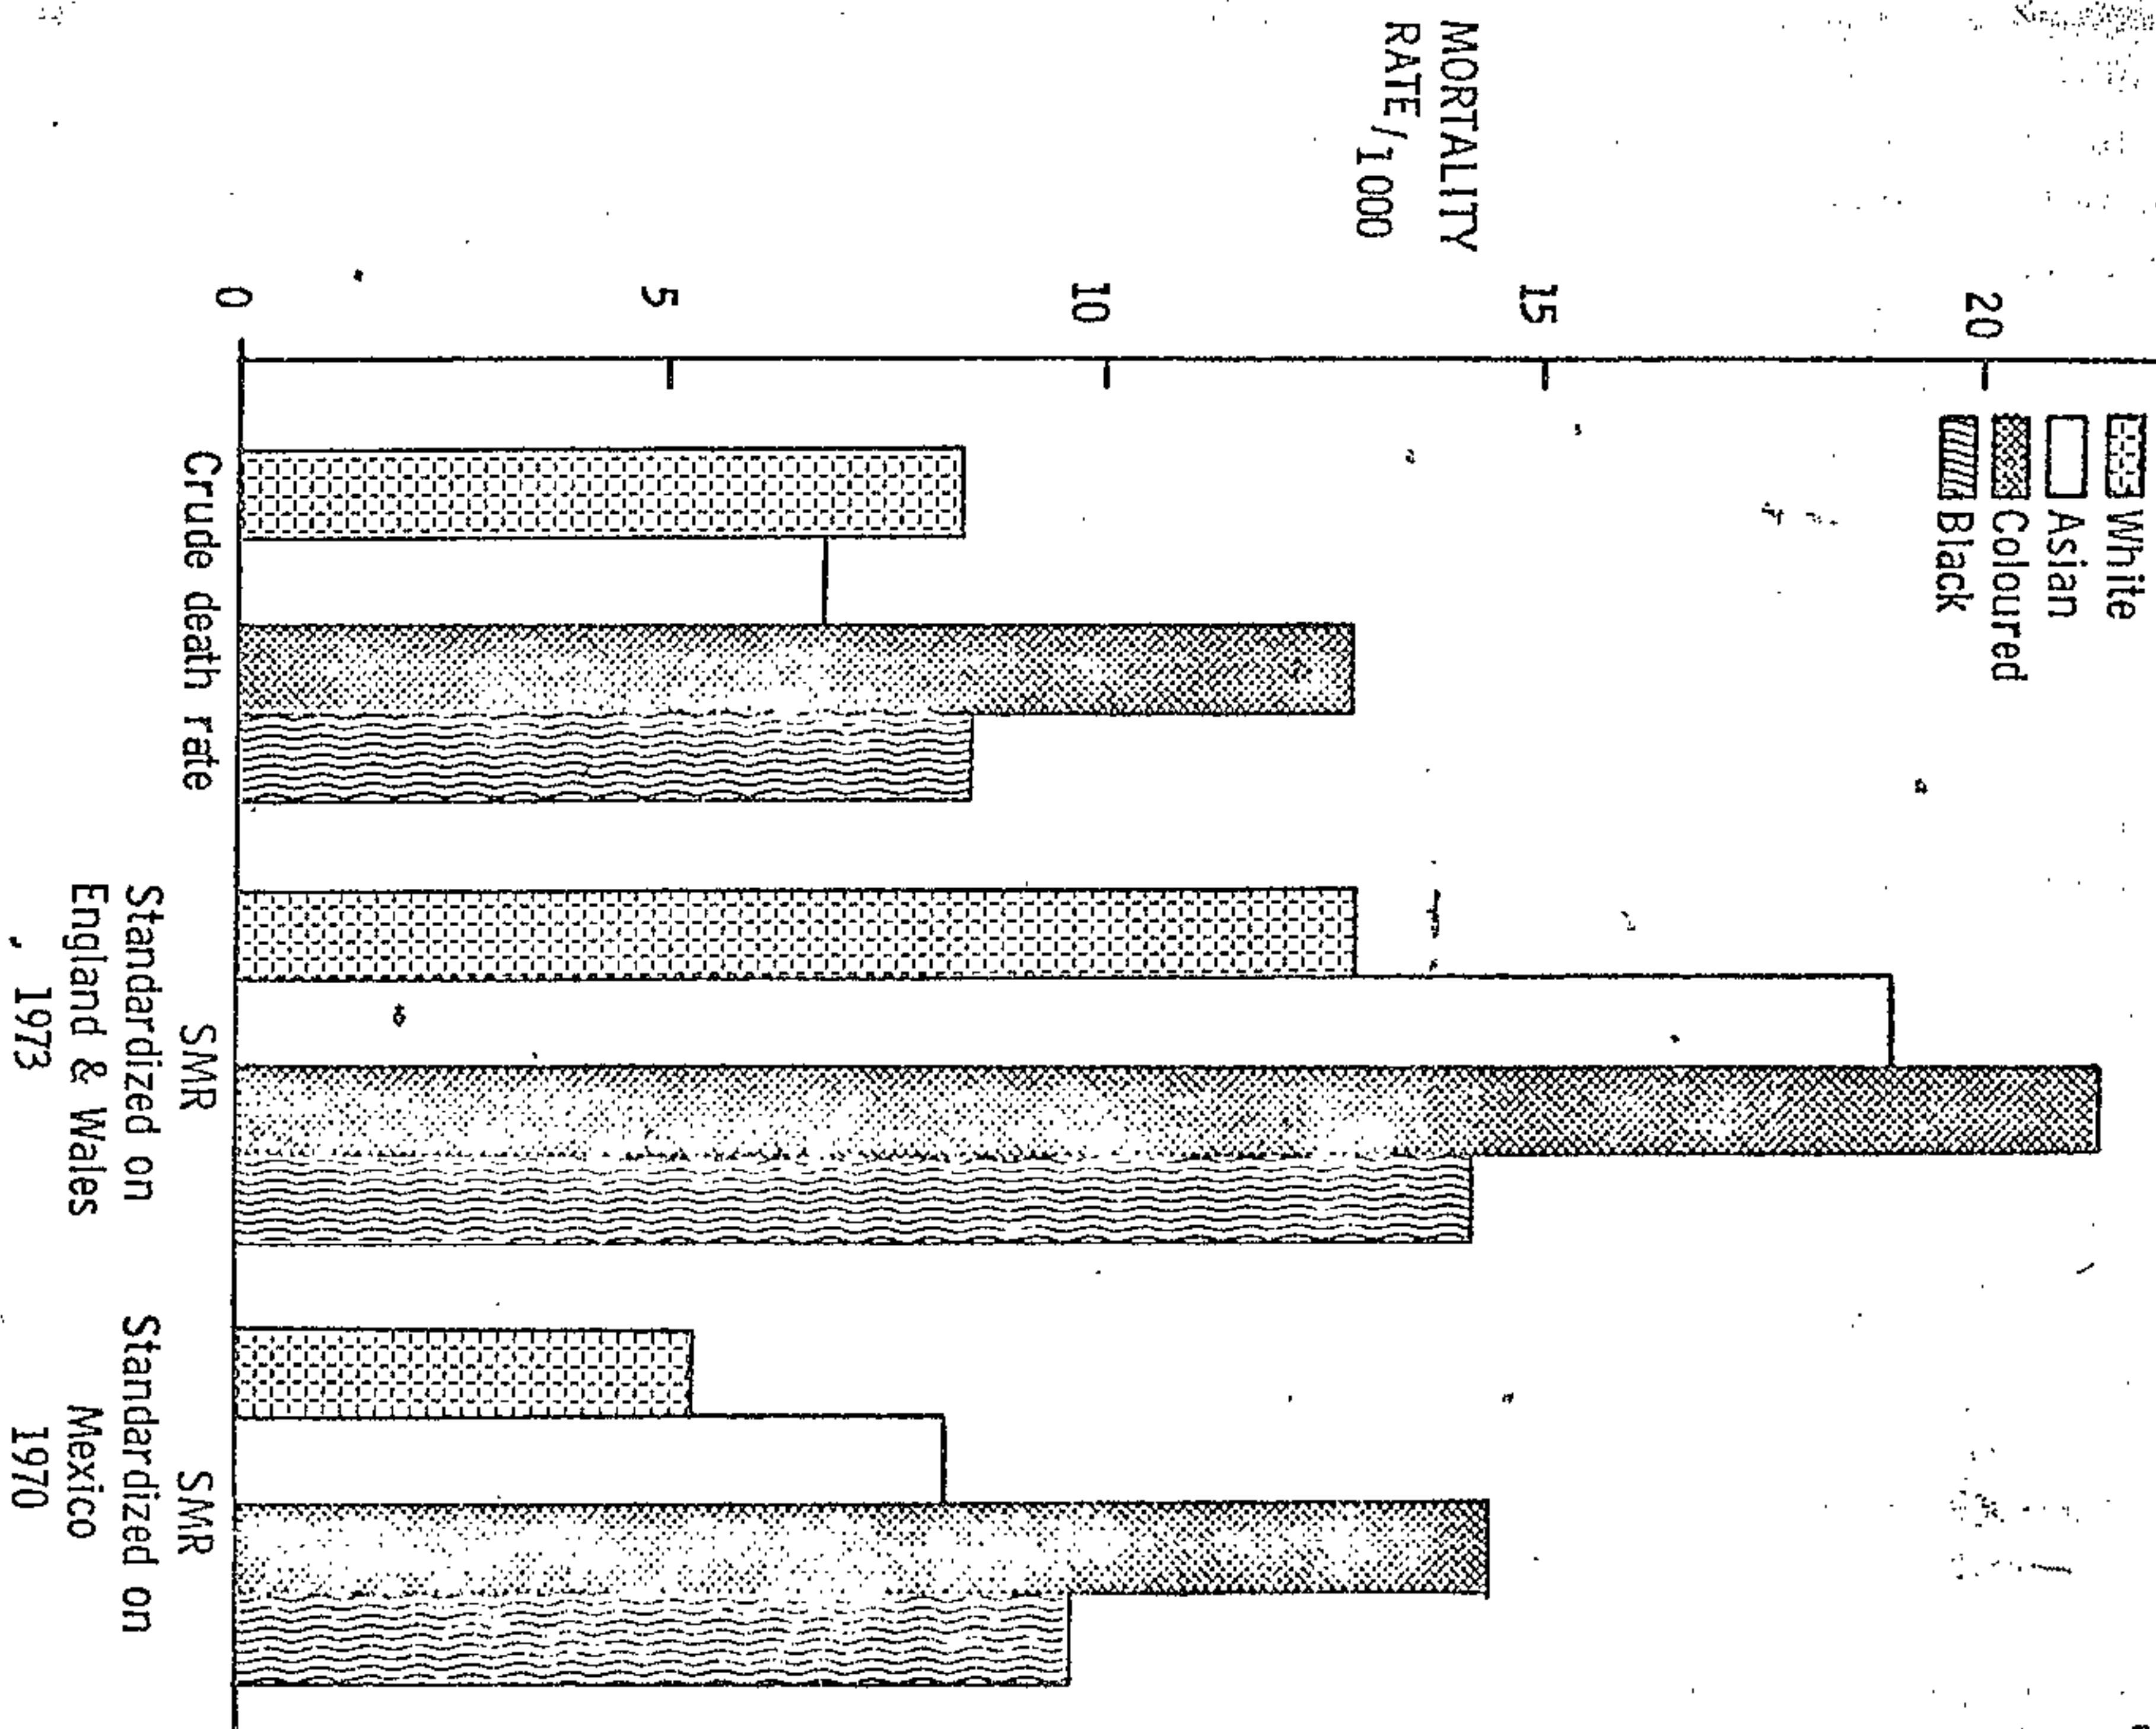 MORTALITY
RATE/1000
20
15
10
5
0
White
Asian
Coloured
Black
Crude death rate
SMR
Standardized on
England & Wales
1973
SMR
Standardized on
Mexico
1970